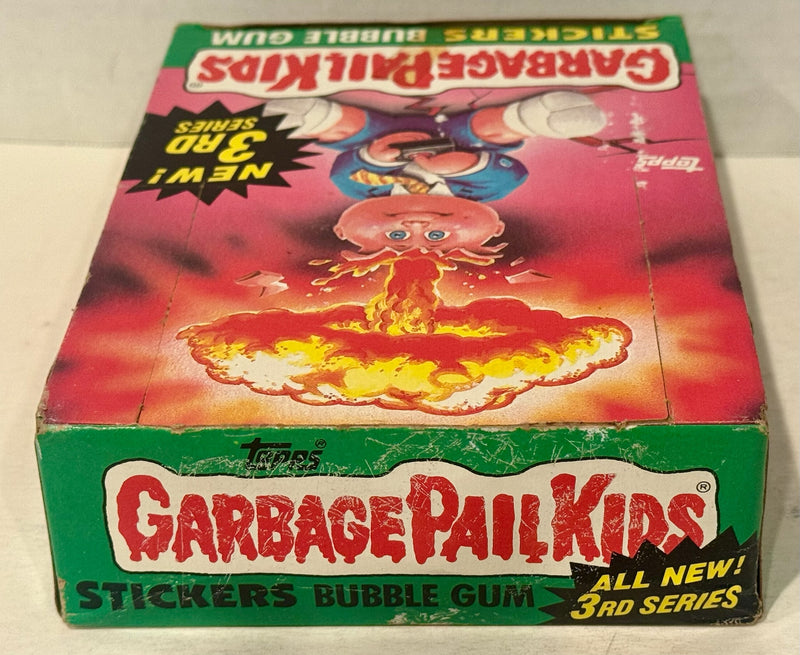 STICKERS BUBBLE GUM
GARBAGE PAIL KIDS®
NEW!
3RD
SERIES
topps®
Topps®
GARBAGE PAIL KIDS®
STICKERS BUBBLE GUM
ALL NEW!
3RD SERIES